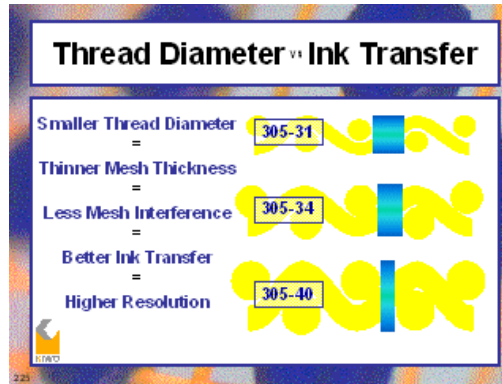 Thread Diameter vs Ink Transfer
Smaller Thread Diameter
=
Thinner Mesh Thickness
=
Less Mesh Interference
=
Better Ink Transfer
=
Higher Resolution
305-31
305-34
305-40
225